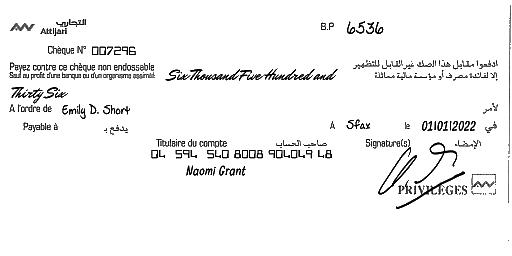 التجاري
Attijari
B.P 6536
Chèque N° 007296
Payez contre ce chèque non endossable
Sauf au profit d'une banque ou d'un organisme assimilé
Six Thousand Five Hundred and
ادفعوا مقابل هذا الصك غير القابل للتظهير
إلا لفائدة مصرف أو مؤسسة مالية مماثلة
Thirty Six
A l'ordre de Emily D. Short لأمر
Payable à يدفع بـ
A Sfax le 01/01/2022 في
Titulaire du compte صاحب الحساب
Signature(s) الإمضاء
04 594 540 8008 904049 48
Naomi Grant
PRIVILÈGES